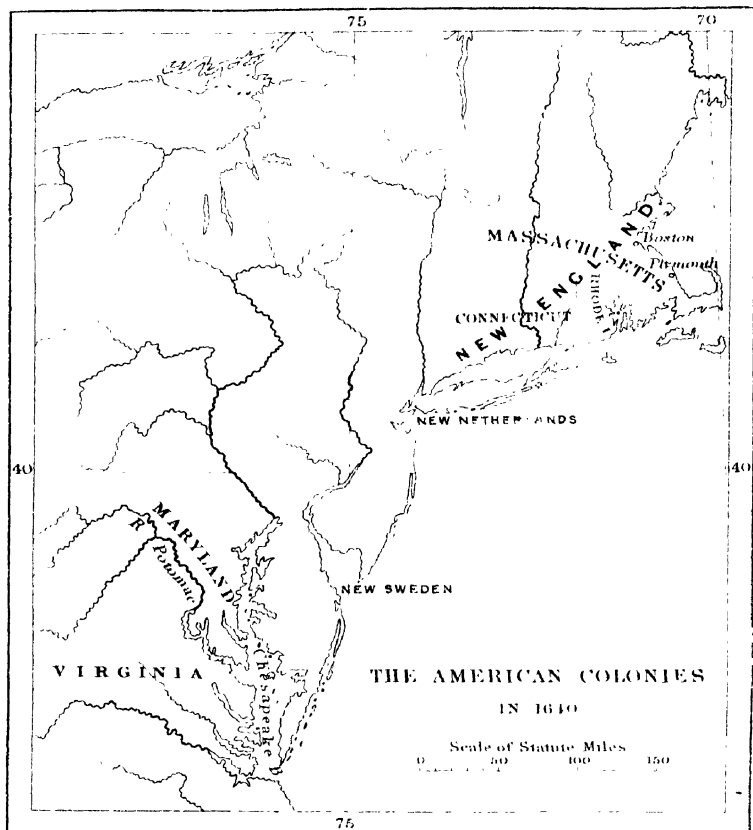 75 70
NEW ENGLAND
MASSACHUSETTS
Boston
Plymouth
RHODE I.
CONNECTICUT
NEW NETHERLANDS
40 40
MARYLAND
R. Potomac
NEW SWEDEN
VIRGINIA
Chesapeake B.
THE AMERICAN COLONIES
IN 1640
Scale of Statute Miles
0 50 100 150
75